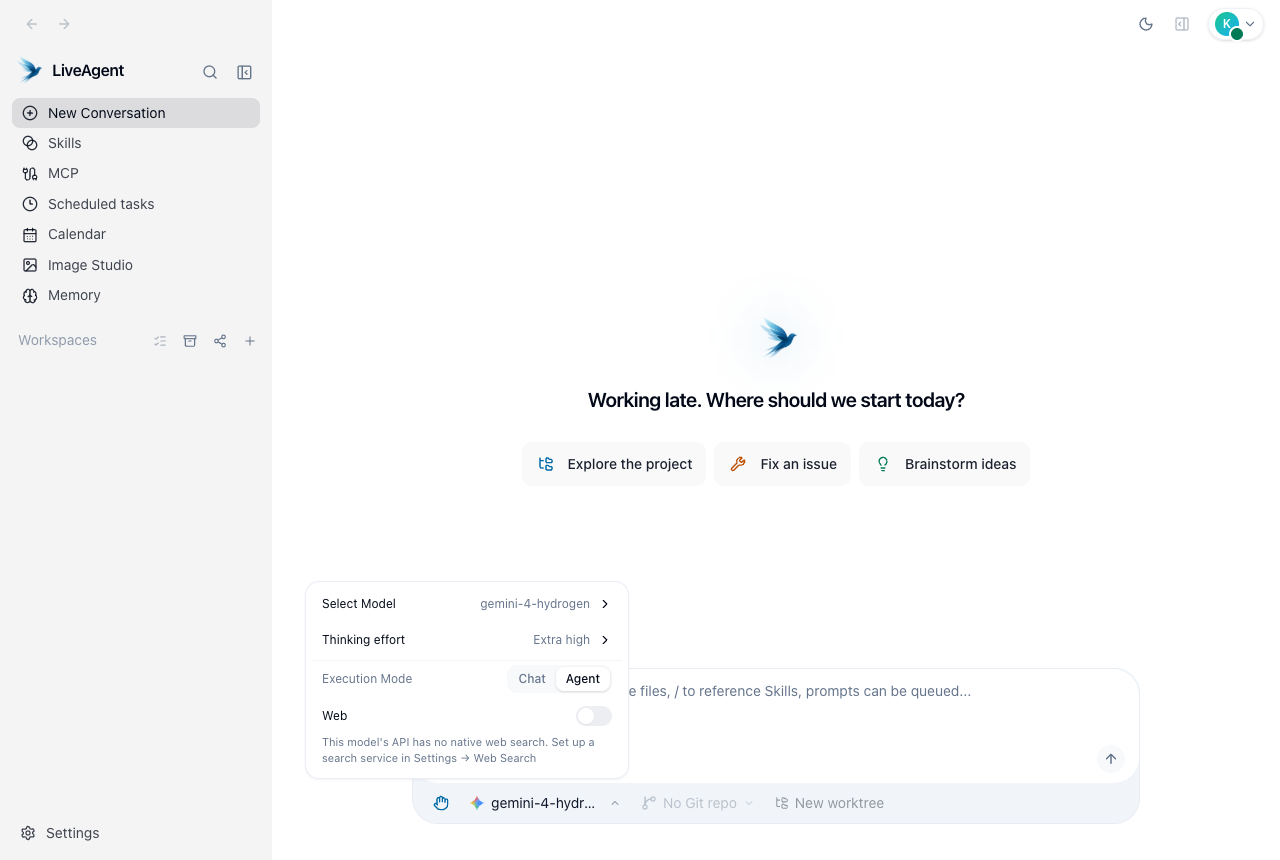 K
LiveAgent
New Conversation
Skills
MCP
Scheduled tasks
Calendar
Image Studio
Memory
Workspaces
Working late. Where should we start today?
Explore the project
Fix an issue
Brainstorm ideas
Select Model gemini-4-hydrogen
Thinking effort Extra high
Execution Mode Chat Agent
Web
This model's API has no native web search. Set up a
search service in Settings → Web Search
files, / to reference Skills, prompts can be queued...
gemini-4-hydr... No Git repo New worktree
Settings